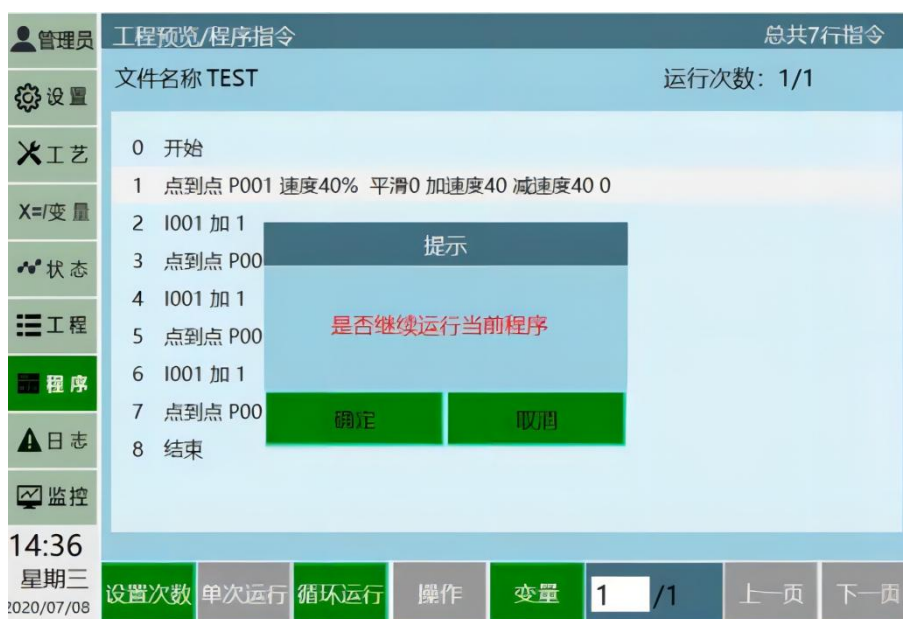 管理员
设置
工艺
X=/变量
状态
工程
程序
日志
监控
14:36
星期三
2020/07/08
工程预览/程序指令 总共7行指令
文件名称 TEST 运行次数: 1/1
0 开始
1 点到点 P001 速度40% 平滑0 加速度40 减速度40 0
2 I001 加 1
3 点到点 P00
4 I001 加 1
5 点到点 P00
6 I001 加 1
7 点到点 P00
8 结束
提示
是否继续运行当前程序
确定 取消
设置次数 单次运行 循环运行 操作 变量 1 /1 上一页 下一页